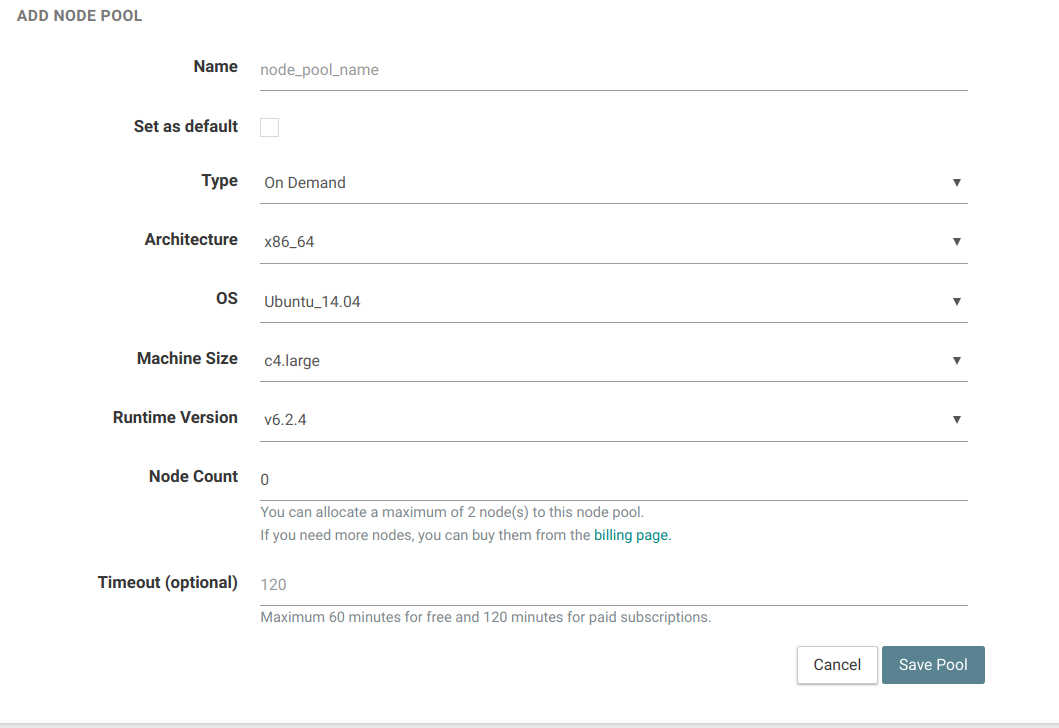 ADD NODE POOL
Name node_pool_name
Set as default
Type On Demand
Architecture x86_64
OS Ubuntu_14.04
Machine Size c4.large
Runtime Version v6.2.4
Node Count 0
You can allocate a maximum of 2 node(s) to this node pool.
If you need more nodes, you can buy them from the billing page.
Timeout (optional) 120
Maximum 60 minutes for free and 120 minutes for paid subscriptions.
Cancel Save Pool